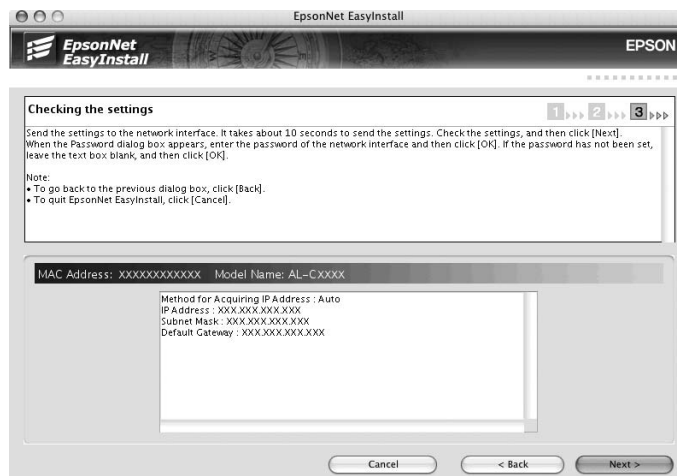 EpsonNet EasyInstall
EpsonNet
EasyInstall
EPSON
Checking the settings
1 2 3
Send the settings to the network interface. It takes about 10 seconds to send the settings. Check the settings, and then click [Next].
When the Password dialog box appears, enter the password of the network interface and then click [OK]. If the password has not been set,
leave the text box blank, and then click [OK].
Note:
• To go back to the previous dialog box, click [Back].
• To quit EpsonNet EasyInstall, click [Cancel].
MAC Address: XXXXXXXXXXXX Model Name: AL-CXXXX
Method for Acquiring IP Address : Auto
IP Address : XXX.XXX.XXX.XXX
Subnet Mask : XXX.XXX.XXX.XXX
Default Gateway : XXX.XXX.XXX.XXX
Cancel < Back Next >